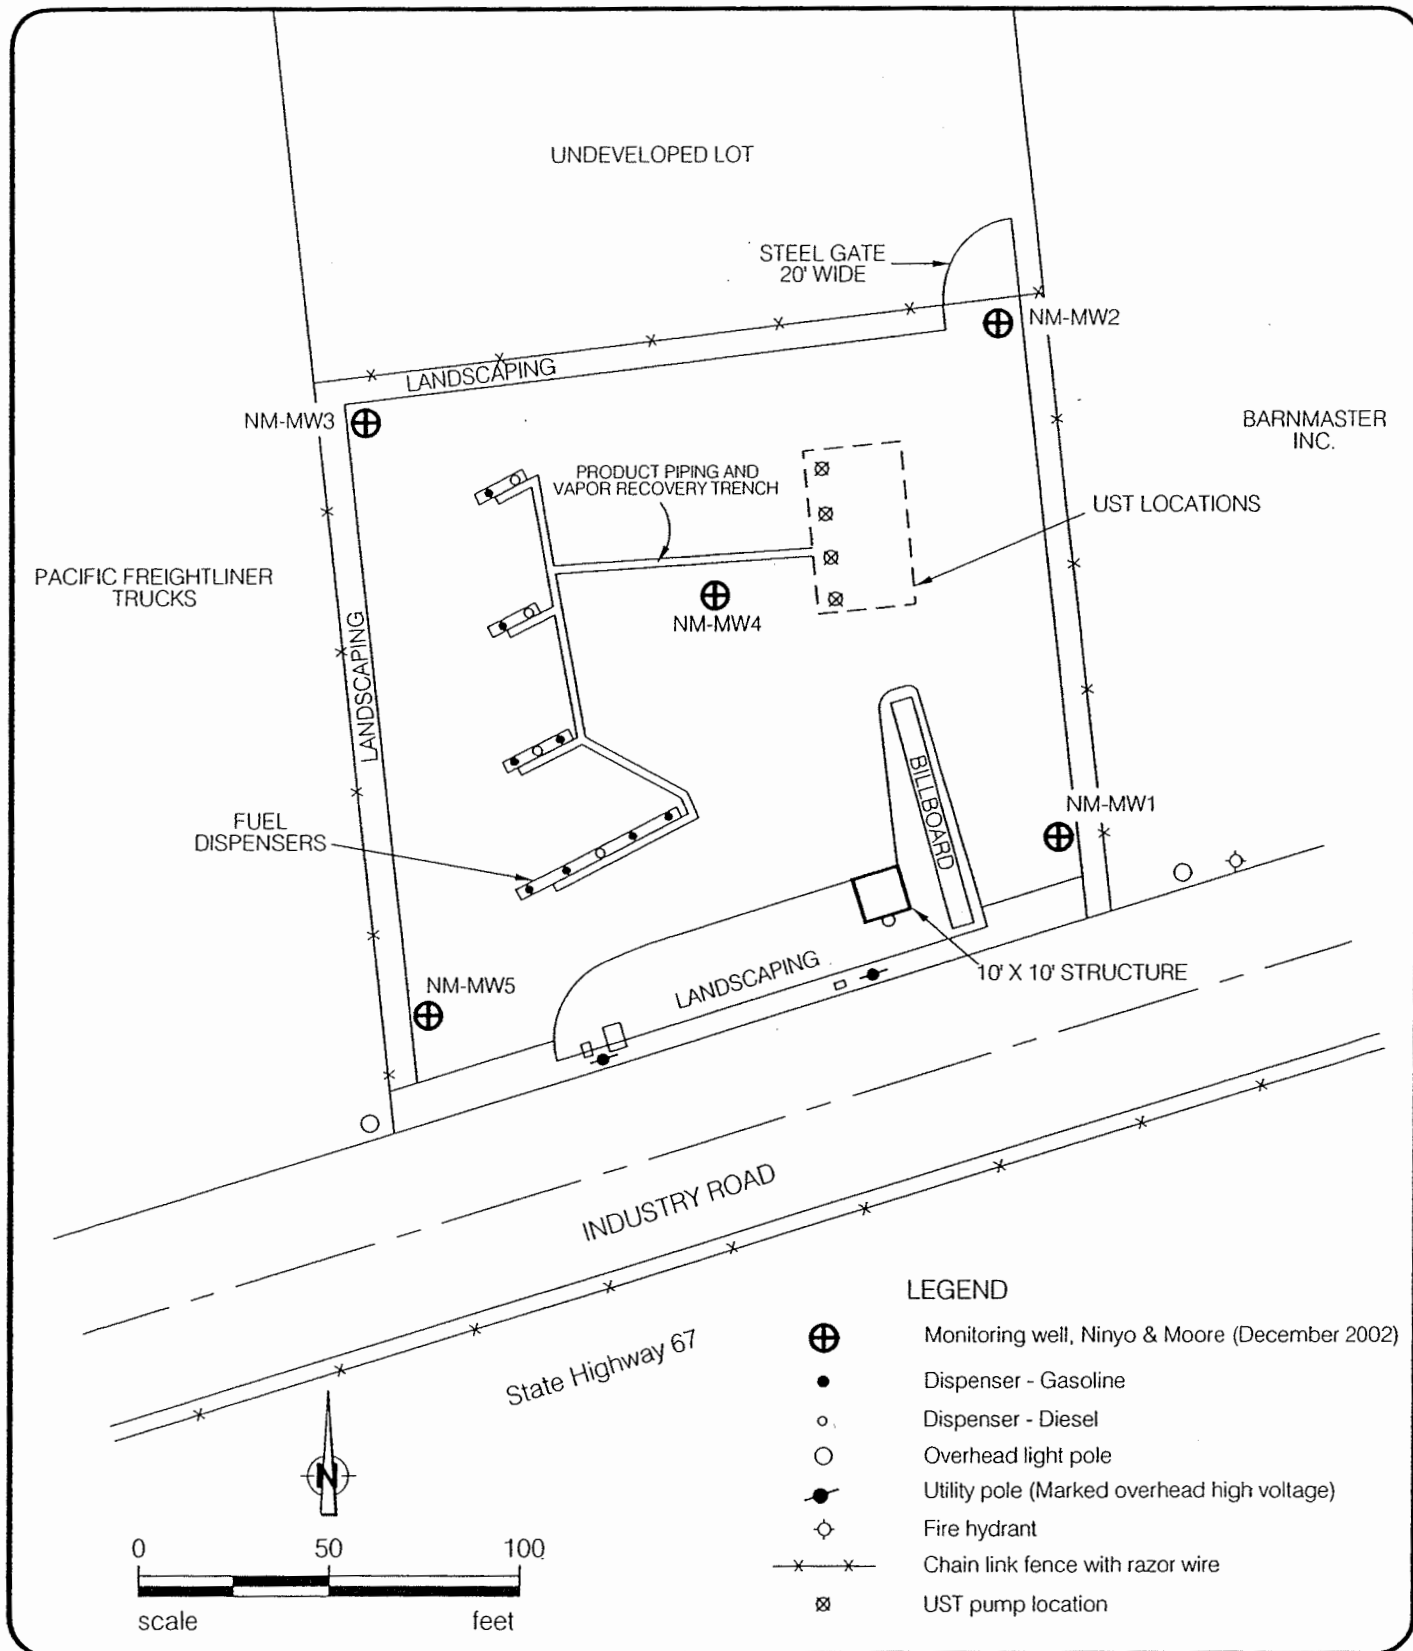 UNDEVELOPED LOT
STEEL GATE
20' WIDE
NM-MW2
LANDSCAPING
NM-MW3
BARNMASTER
INC.
PRODUCT PIPING AND
VAPOR RECOVERY TRENCH
UST LOCATIONS
PACIFIC FREIGHTLINER
TRUCKS
NM-MW4
LANDSCAPING
BILLBOARD
NM-MW1
FUEL
DISPENSERS
LANDSCAPING
10' X 10' STRUCTURE
NM-MW5
INDUSTRY ROAD
State Highway 67
LEGEND
Monitoring well, Ninyo & Moore (December 2002)
Dispenser - Gasoline
Dispenser - Diesel
Overhead light pole
Utility pole (Marked overhead high voltage)
Fire hydrant
Chain link fence with razor wire
UST pump location
N
0 50 100
scale feet